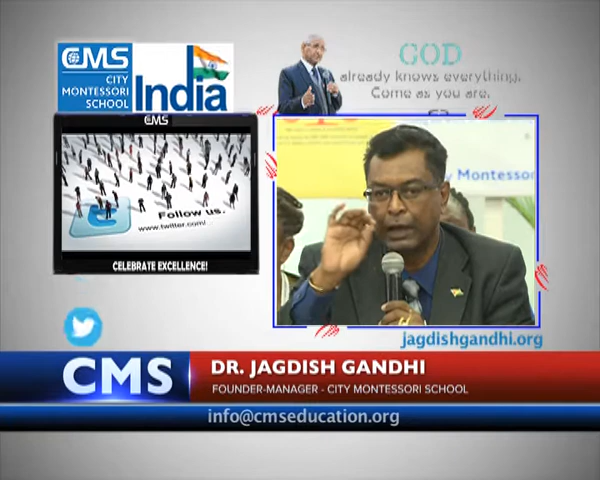 CMS
CITY
MONTESSORI
SCHOOL
India
GOD
already knows everything.
Come as you are.
CMS
Follow us.
www.twitter.com/
CELEBRATE EXCELLENCE!
y Montessor
jagdishgandhi.org
CMS
DR. JAGDISH GANDHI
FOUNDER-MANAGER - CITY MONTESSORI SCHOOL
info@cmseducation.org